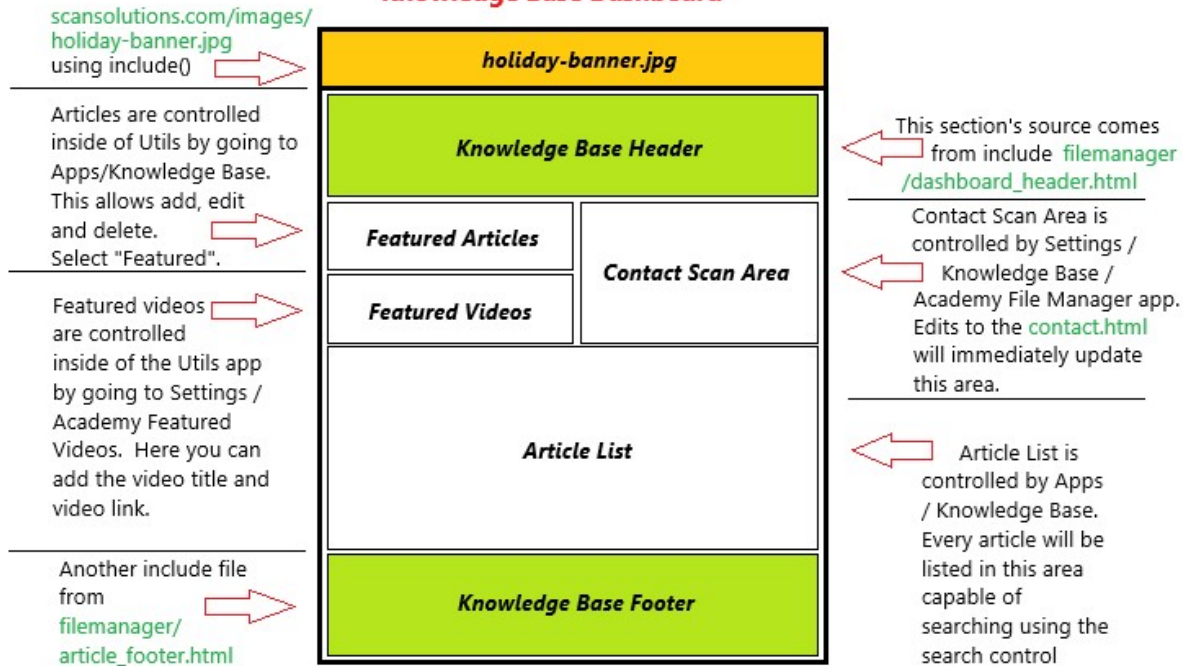 Knowledge Base Dashboard
scansolutions.com/images/
holiday-banner.jpg
using include()
Articles are controlled
inside of Utils by going to
Apps/Knowledge Base.
This allows add, edit
and delete.
Select "Featured".
Featured videos
are controlled
inside of the Utils app
by going to Settings /
Academy Featured
Videos. Here you can
add the video title and
video link.
Another include file
from
filemanager/
article_footer.html
holiday-banner.jpg
Knowledge Base Header
Featured Articles
Featured Videos
Contact Scan Area
Article List
Knowledge Base Footer
This section's source comes
from include filemanager
/dashboard_header.html
Contact Scan Area is
controlled by Settings /
Knowledge Base /
Academy File Manager app.
Edits to the contact.html
will immediately update
this area.
Article List is
controlled by Apps
/ Knowledge Base.
Every article will be
listed in this area
capable of
searching using the
search control